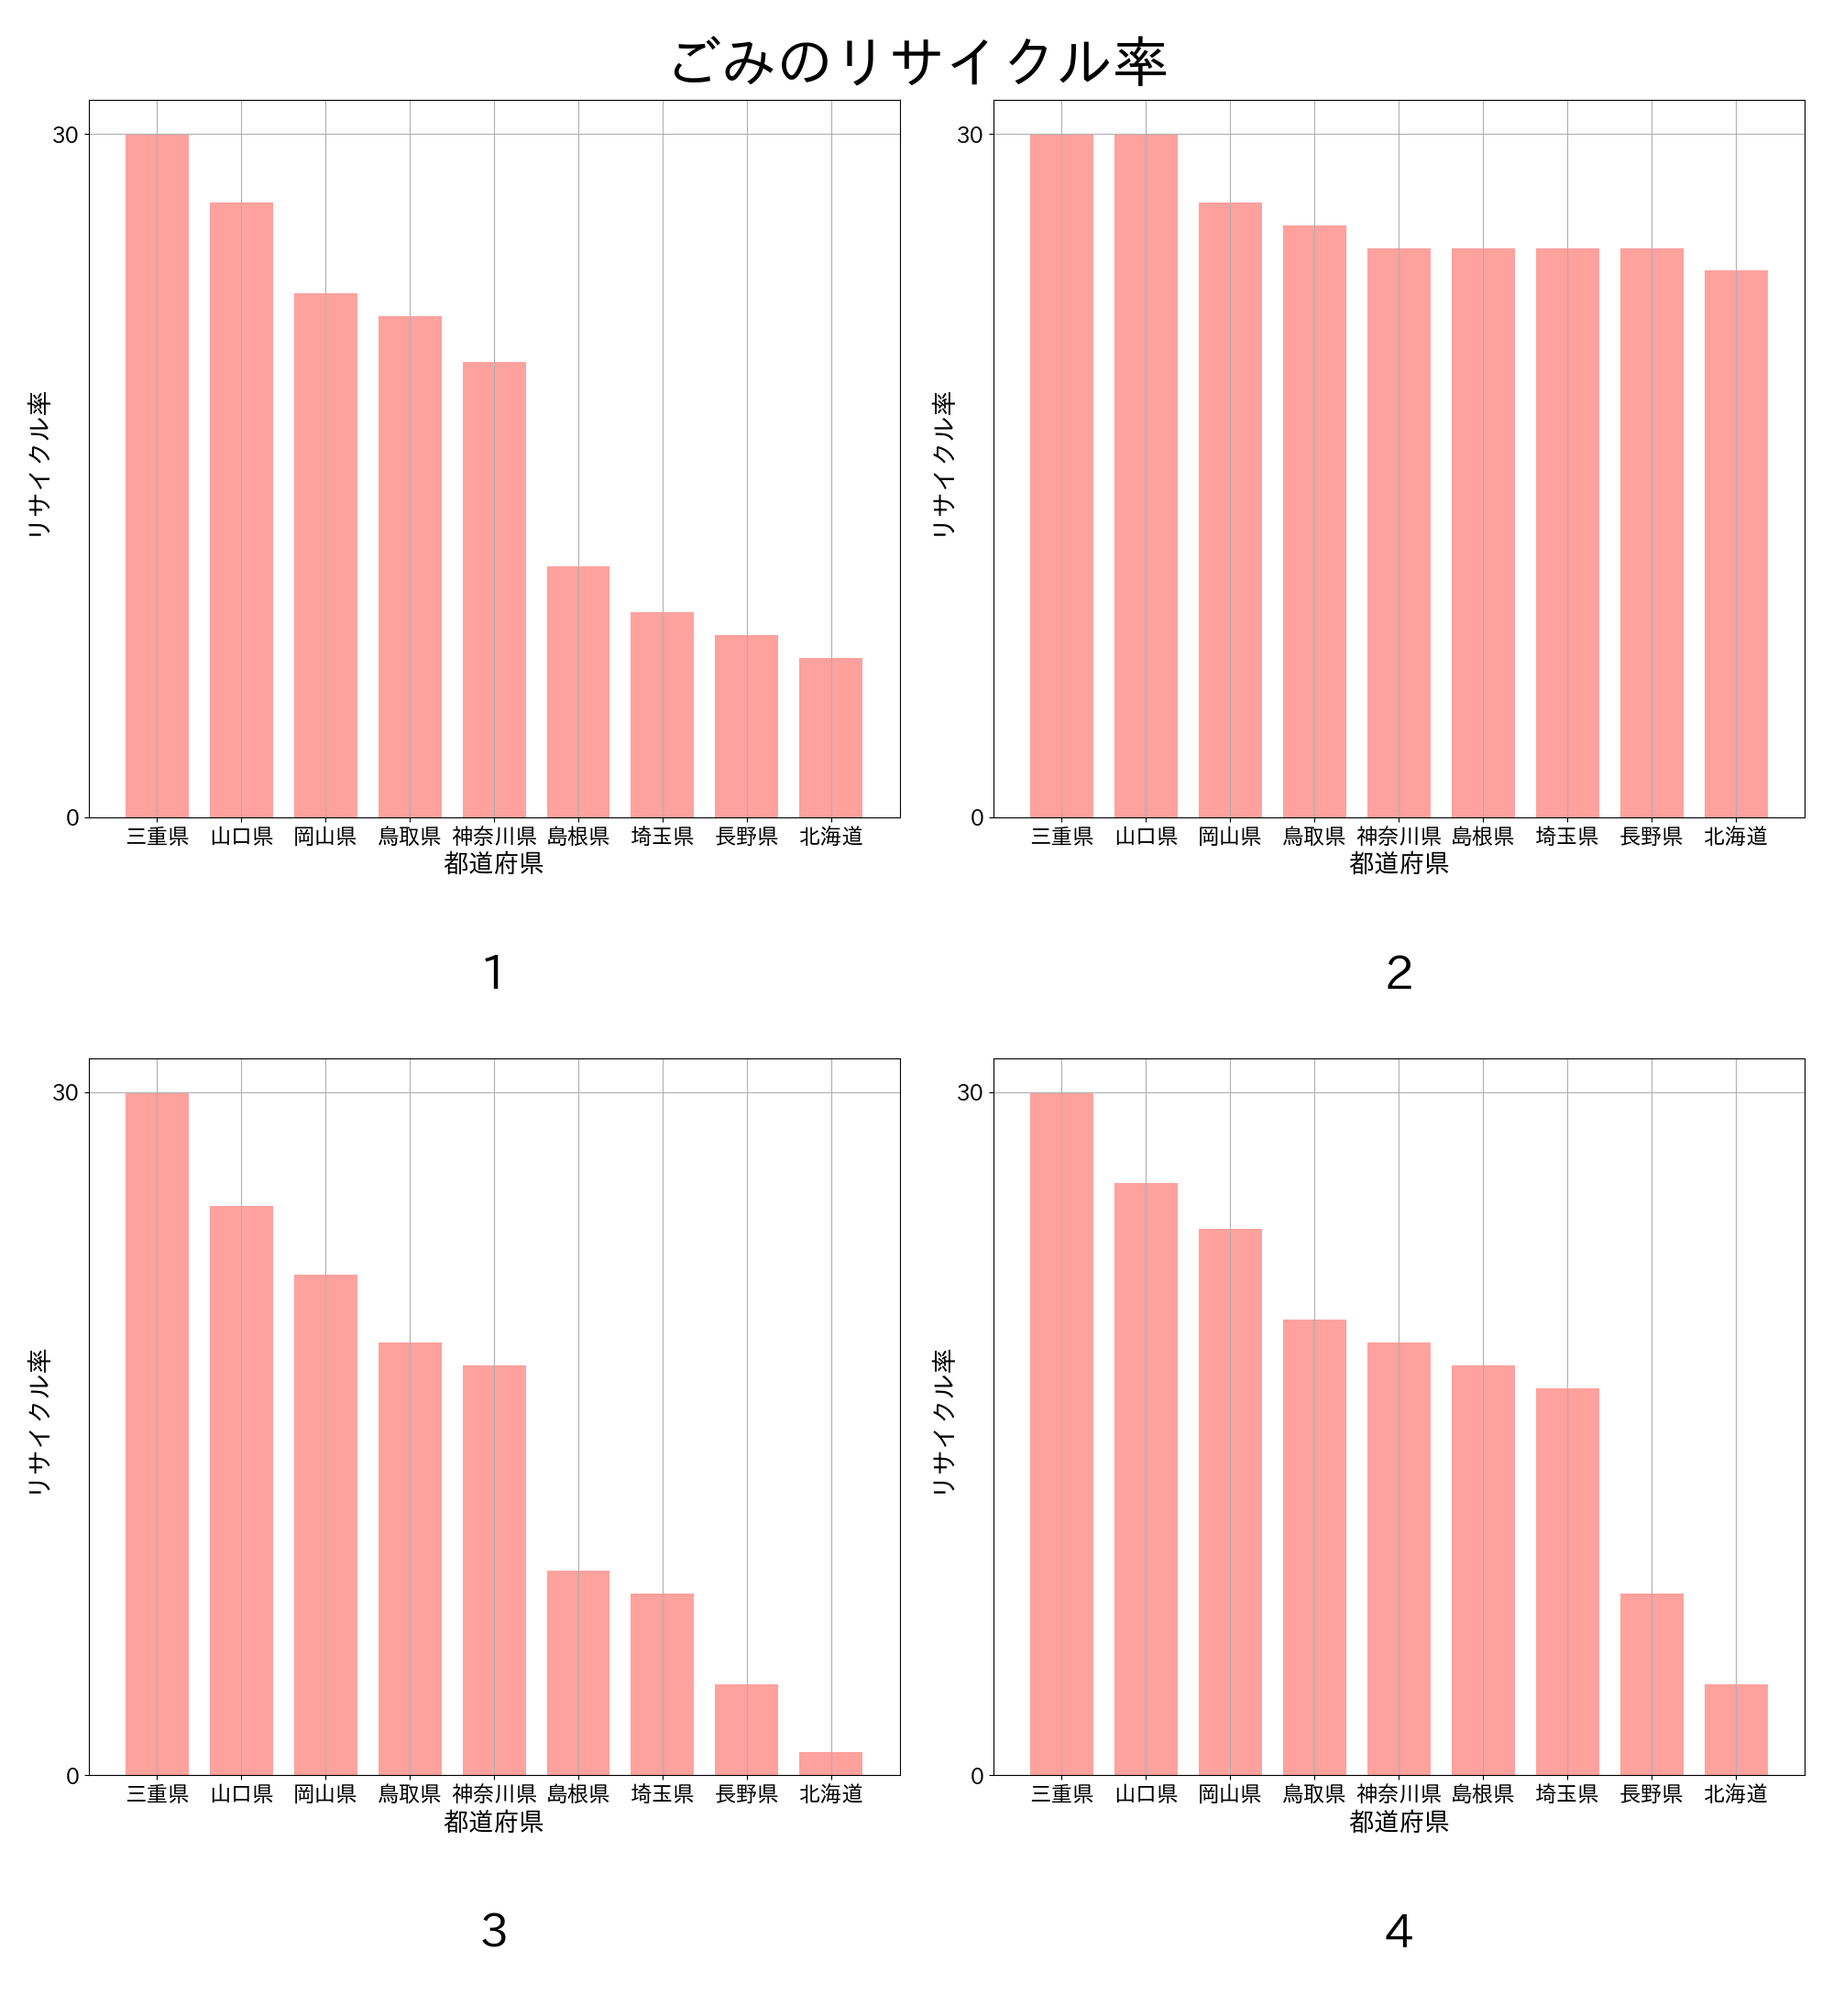 ごみのリサイクル率
30
0
リサイクル率
三重県 山口県 岡山県 鳥取県 神奈川県 島根県 埼玉県 長野県 北海道
都道府県
1
30
0
リサイクル率
三重県 山口県 岡山県 鳥取県 神奈川県 島根県 埼玉県 長野県 北海道
都道府県
2
30
0
リサイクル率
三重県 山口県 岡山県 鳥取県 神奈川県 島根県 埼玉県 長野県 北海道
都道府県
3
30
0
リサイクル率
三重県 山口県 岡山県 鳥取県 神奈川県 島根県 埼玉県 長野県 北海道
都道府県
4